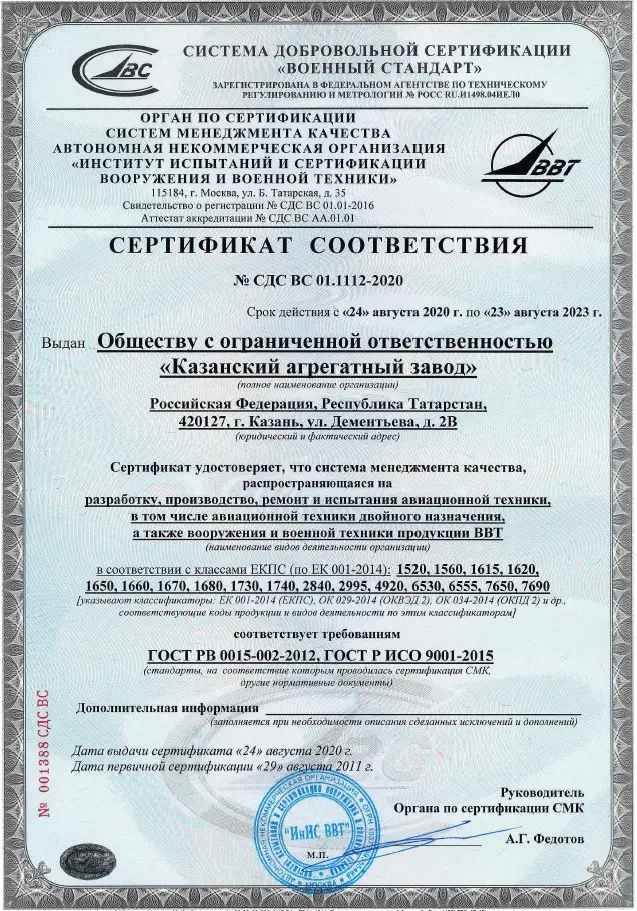 СИСТЕМА ДОБРОВОЛЬНОЙ СЕРТИФИКАЦИИ
«ВОЕННЫЙ СТАНДАРТ»
ЗАРЕГИСТРИРОВАНА В ФЕДЕРАЛЬНОМ АГЕНТСТВЕ ПО ТЕХНИЧЕСКОМУ
РЕГУЛИРОВАНИЮ И МЕТРОЛОГИИ № РОСС RU.И1498.04ИЕЛ0
ВС
ОРГАН ПО СЕРТИФИКАЦИИ
СИСТЕМ МЕНЕДЖМЕНТА КАЧЕСТВА
АВТОНОМНАЯ НЕКОММЕРЧЕСКАЯ ОРГАНИЗАЦИЯ
«ИНСТИТУТ ИСПЫТАНИЙ И СЕРТИФИКАЦИИ
ВООРУЖЕНИЯ И ВОЕННОЙ ТЕХНИКИ»
115184, г. Москва, ул. Б. Татарская, д. 35
Свидетельство о регистрации № СДС ВС 01.01-2016
Аттестат аккредитации № СДС ВС АА.01.01
ВВТ
СЕРТИФИКАТ СООТВЕТСТВИЯ
№ СДС ВС 01.1112-2020
Срок действия с «24» августа 2020 г. по «23» августа 2023 г.
Выдан Обществу с ограниченной ответственностью
«Казанский агрегатный завод»
(полное наименование организации)
Российская Федерация, Республика Татарстан,
420127, г. Казань, ул. Дементьева, д. 2В
(юридический и фактический адрес)
Сертификат удостоверяет, что система менеджмента качества,
распространяющаяся на
разработку, производство, ремонт и испытания авиационной техники,
в том числе авиационной техники двойного назначения,
а также вооружения и военной техники продукции ВВТ
(наименование видов деятельности организации)
в соответствии с классами ЕКПС (по ЕК 001-2014): 1520, 1560, 1615, 1620,
1650, 1660, 1670, 1680, 1730, 1740, 2840, 2995, 4920, 6530, 6555, 7650, 7690
[указывают классификаторы: ЕК 001-2014 (ЕКПС), ОК 029-2014 (ОКВЭД 2), ОК 034-2014 (ОКПД 2) и др.,
соответствующие коды продукции и видов деятельности по этим классификаторам]
соответствует требованиям
ГОСТ РВ 0015-002-2012, ГОСТ Р ИСО 9001-2015
(стандарты, на соответствие которым проводилась сертификация СМК,
другие нормативные документы)
Дополнительная информация
(заполняется при необходимости описания сделанных исключений и дополнений)
Дата выдачи сертификата «24» августа 2020 г.
Дата первичной сертификации «29» августа 2011 г.
№ 001388 СДС ВС
Руководитель
Органа по сертификации СМК
А.Г. Федотов
"ИнИС ВВТ"
М.П.
МОСКВА